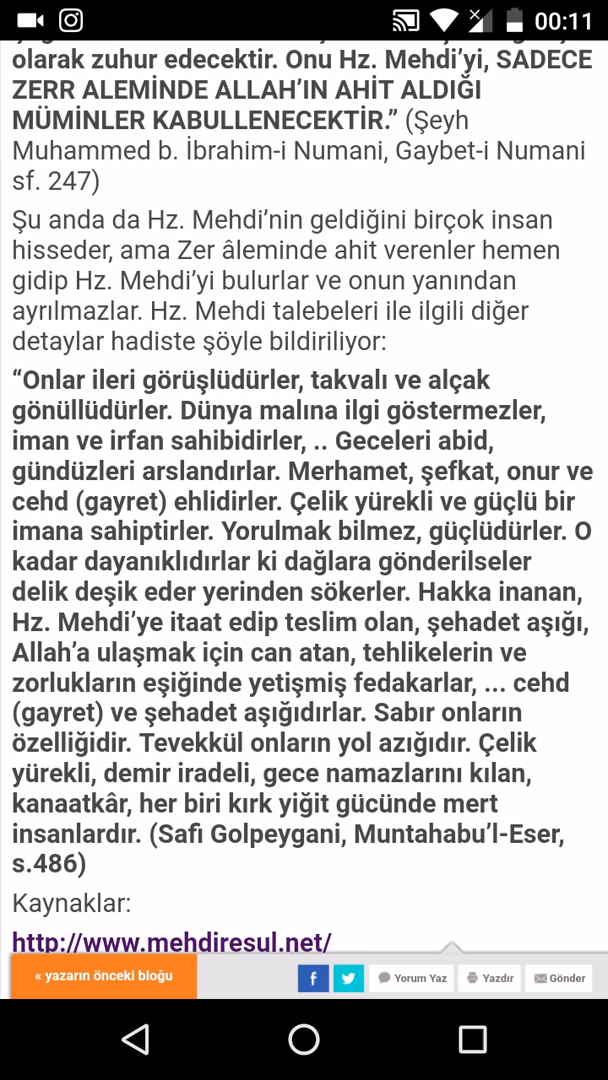 00:11
olarak zuhur edecektir. Onu Hz. Mehdi’yi, SADECE
ZERR ALEMİNDE ALLAH’IN AHİT ALDIĞI
MÜMİNLER KABULLENECEKTİR.” (Şeyh
Muhammed b. İbrahim-i Numani, Gaybet-i Numani
sf. 247)
Şu anda da Hz. Mehdi’nin geldiğini birçok insan
hisseder, ama Zer âleminde ahit verenler hemen
gidip Hz. Mehdi’yi bulurlar ve onun yanından
ayrılmazlar. Hz. Mehdi talebeleri ile ilgili diğer
detaylar hadiste şöyle bildiriliyor:
“Onlar ileri görüşlüdürler, takvalı ve alçak
gönüllüdürler. Dünya malına ilgi göstermezler,
iman ve irfan sahibidirler, .. Geceleri abid,
gündüzleri arslandırlar. Merhamet, şefkat, onur ve
cehd (gayret) ehlidirler. Çelik yürekli ve güçlü bir
imana sahiptirler. Yorulmak bilmez, güçlüdürler. O
kadar dayanıklıdırlar ki dağlara gönderilseler
delik deşik eder yerinden sökerler. Hakka inanan,
Hz. Mehdi’ye itaat edip teslim olan, şehadet aşığı,
Allah’a ulaşmak için can atan, tehlikelerin ve
zorlukların eşiğinde yetişmiş fedakarlar, ... cehd
(gayret) ve şehadet aşığıdırlar. Sabır onların
özelliğidir. Tevekkül onların yol azığıdır. Çelik
yürekli, demir iradeli, gece namazlarını kılan,
kanaatkâr, her biri kırk yiğit gücünde mert
insanlardır. (Safi Golpeygani, Muntahabu’l-Eser,
s.486)
Kaynaklar:
http://www.mehdiresul.net/
« yazarın önceki bloğu
Yorum Yaz
Yazdır
Gönder